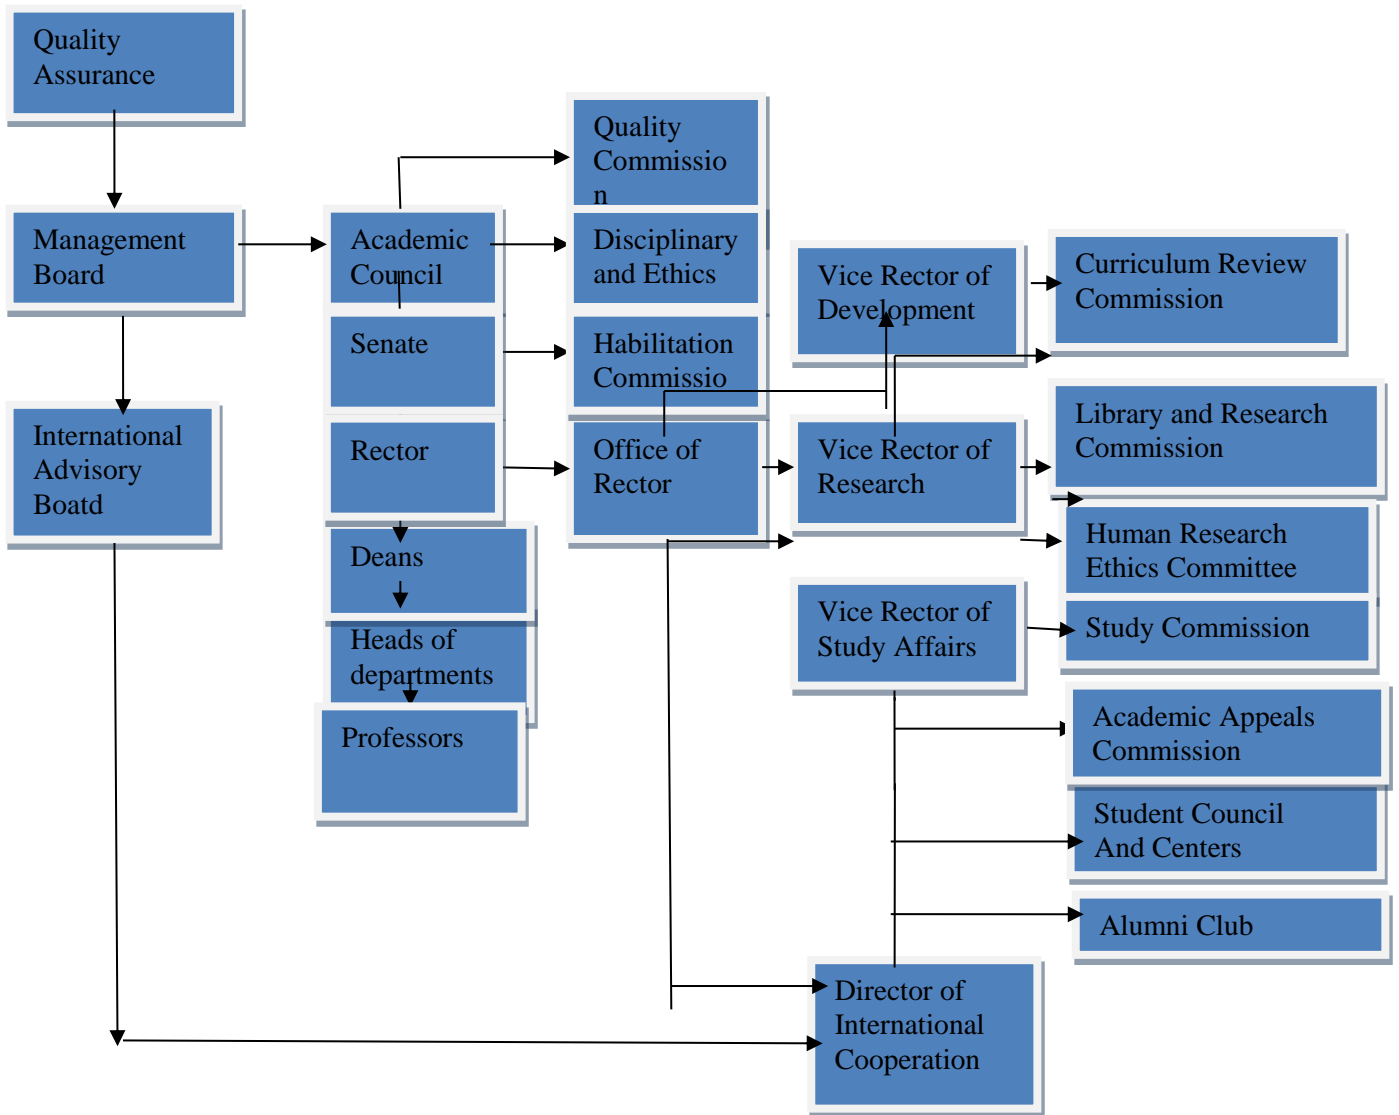 Quality
Assurance
Management
Board
International
Advisory
Boatd
Academic
Council
Senate
Rector
Deans
Heads of
departments
Professors
Quality
Commissio
n
Disciplinary
and Ethics
Habilitation
Commissio
Office of
Rector
Vice Rector of
Development
Vice Rector of
Research
Vice Rector of
Study Affairs
Director of
International
Cooperation
Curriculum Review
Commission
Library and Research
Commission
Human Research
Ethics Committee
Study Commission
Academic Appeals
Commission
Student Council
And Centers
Alumni Club